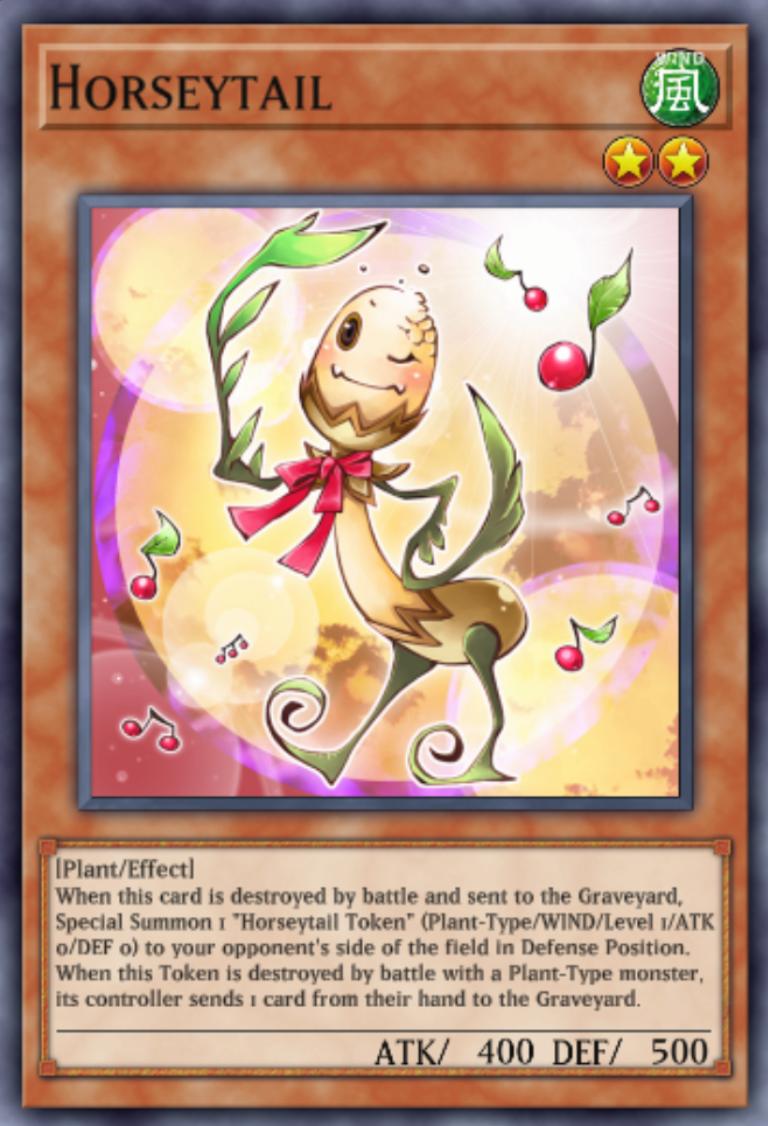 HORSEYTAIL
WIND
風
[Plant/Effect]
When this card is destroyed by battle and sent to the Graveyard,
Special Summon 1 "Horseytail Token" (Plant-Type/WIND/Level 1/ATK
0/DEF 0) to your opponent's side of the field in Defense Position.
When this Token is destroyed by battle with a Plant-Type monster,
its controller sends 1 card from their hand to the Graveyard.
ATK/ 400 DEF/ 500